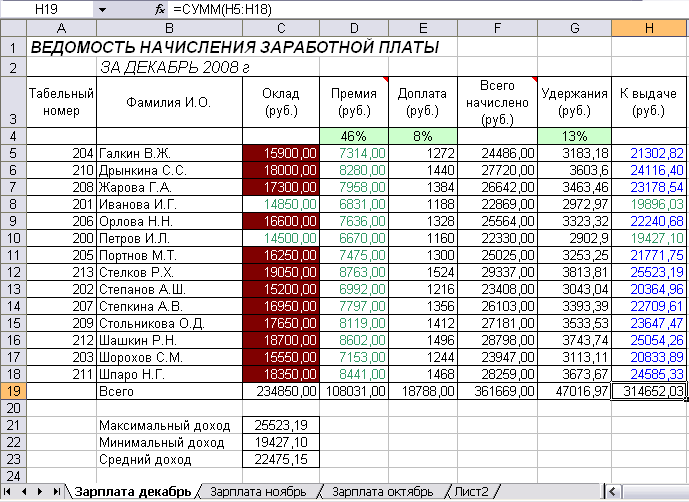 H19 fx =СУММ(H5:H18)
A B C D E F G H
1 ВЕДОМОСТЬ НАЧИСЛЕНИЯ ЗАРАБОТНОЙ ПЛАТЫ
2 ЗА ДЕКАБРЬ 2008 г
3 Табельный номер Фамилия И.О. Оклад (руб.) Премия (руб.) Доплата (руб.) Всего начислено (руб.) Удержания (руб.) К выдаче (руб.)
4 46% 8% 13%
5 204 Галкин В.Ж. 15900,00 7314,00 1272 24486,00 3183,18 21302,82
6 210 Дрынкина С.С. 18000,00 8280,00 1440 27720,00 3603,6 24116,40
7 208 Жарова Г.А. 17300,00 7958,00 1384 26642,00 3463,46 23178,54
8 201 Иванова И.Г. 14850,00 6831,00 1188 22869,00 2972,97 19896,03
9 206 Орлова Н.Н. 16600,00 7636,00 1328 25564,00 3323,32 22240,68
10 200 Петров И.Л. 14500,00 6670,00 1160 22330,00 2902,9 19427,10
11 205 Портнов М.Т. 16250,00 7475,00 1300 25025,00 3253,25 21771,75
12 213 Стелков Р.Х. 19050,00 8763,00 1524 29337,00 3813,81 25523,19
13 202 Степанов А.Ш. 15200,00 6992,00 1216 23408,00 3043,04 20364,96
14 207 Степкина А.В. 16950,00 7797,00 1356 26103,00 3393,39 22709,61
15 209 Стольникова О.Д. 17650,00 8119,00 1412 27181,00 3533,53 23647,47
16 212 Шашкин Р.Н. 18700,00 8602,00 1496 28798,00 3743,74 25054,26
17 203 Шорохов С.М. 15550,00 7153,00 1244 23947,00 3113,11 20833,89
18 211 Шпаро Н.Г. 18350,00 8441,00 1468 28259,00 3673,67 24585,33
19 Всего 234850,00 108031,00 18788,00 361669,00 47016,97 314652,03
20
21 Максимальный доход 25523,19
22 Минимальный доход 19427,10
23 Средний доход 22475,15
24
Зарплата декабрь Зарплата ноябрь Зарплата октябрь Лист2